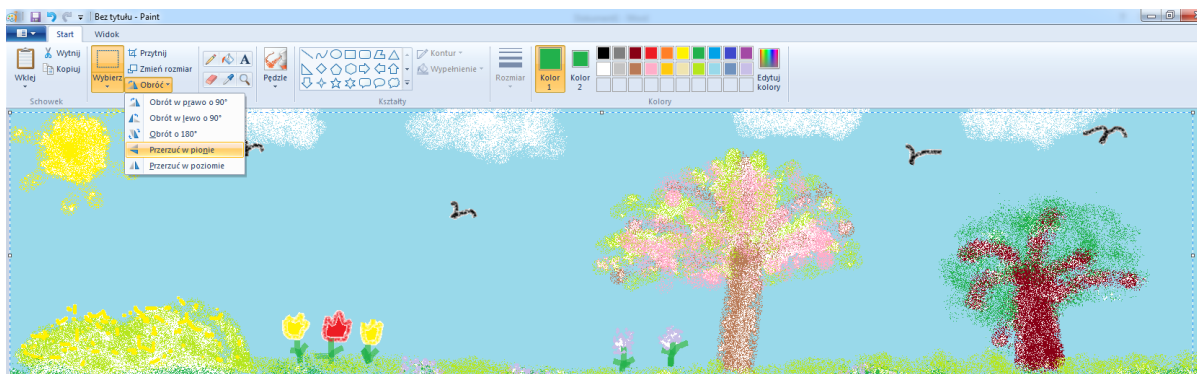 Bez tytułu - Paint
Start Widok
Wklej
Wytnij
Kopiuj
Schowek
Wybierz
Przytnij
Zmień rozmiar
Obróć
Obrót w prawo o 90°
Obrót w lewo o 90°
Obrót o 180°
Przerzuć w pionie
Przerzuć w poziomie
A
Pędzle
Kontur
Wypełnienie
Kształty
Rozmiar
Kolor
1
Kolor
2
Edytuj
kolory
Kolory